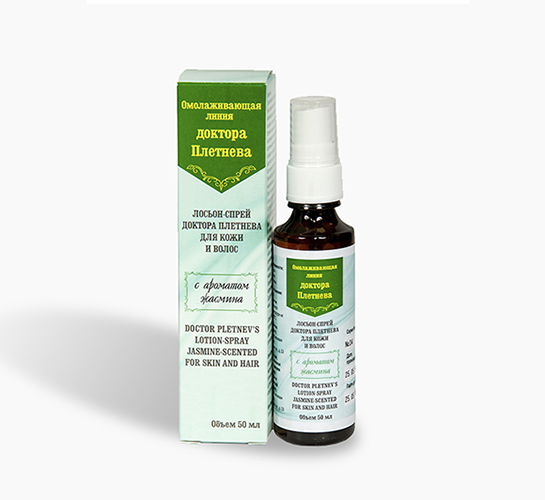 Омолаживающая
линия
доктора
Плетнева
ЛОСЬОН-СПРЕЙ
ДОКТОРА ПЛЕТНЕВА
ДЛЯ КОЖИ
И ВОЛОС
с ароматом
жасмина
DOCTOR PLETNEV'S
LOTION-SPRAY
JASMINE-SCENTED
FOR SKIN AND HAIR
Объем 50 мл
Омолаживающая
линия
доктора
Плетнева
ЛОСЬОН-СПРЕЙ
ДОКТОРА ПЛЕТНЕВА
ДЛЯ КОЖИ
И ВОЛОС
с ароматом
жасмина
DOCTOR PLETNEV'S
LOTION-SPRAY
JASMINE-SCENTED
FOR SKIN AND HAIR
Объем 50 мл